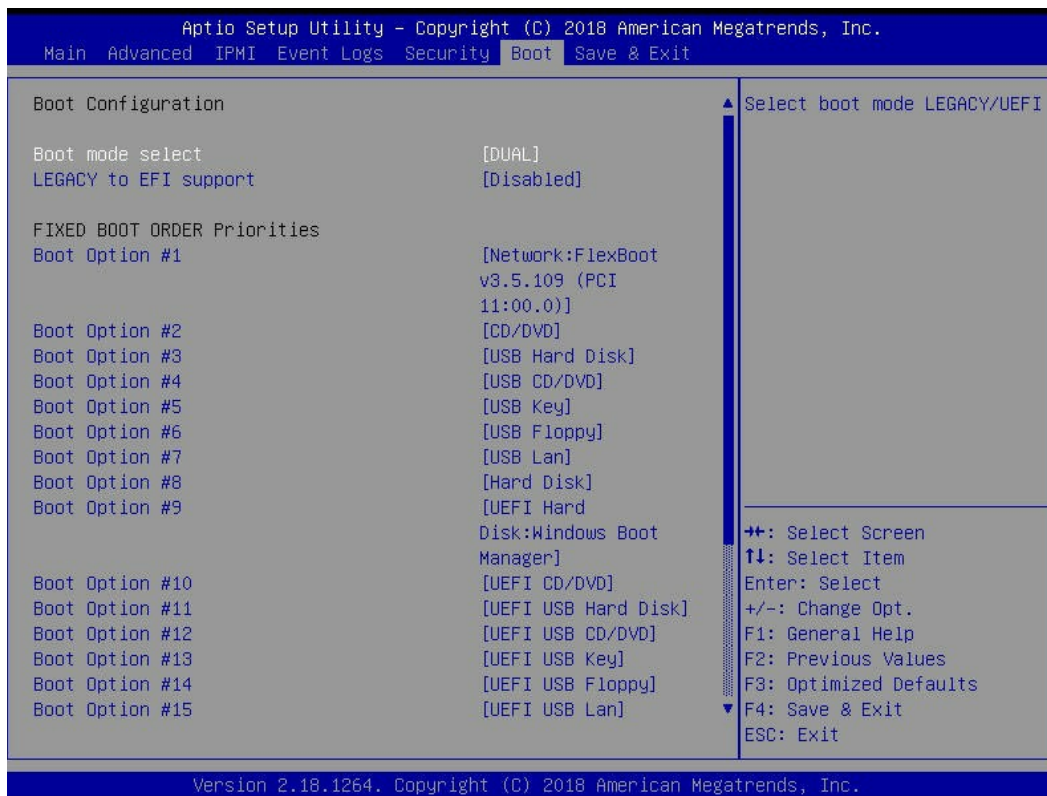 Aptio Setup Utility – Copyright (C) 2018 American Megatrends, Inc.
Main Advanced IPMI Event Logs Security Boot Save & Exit
Boot Configuration
Select boot mode LEGACY/UEFI
Boot mode select [DUAL]
LEGACY to EFI support [Disabled]
FIXED BOOT ORDER Priorities
Boot Option #1 [Network:FlexBoot
v3.5.109 (PCI
11:00.0)]
Boot Option #2 [CD/DVD]
Boot Option #3 [USB Hard Disk]
Boot Option #4 [USB CD/DVD]
Boot Option #5 [USB Key]
Boot Option #6 [USB Floppy]
Boot Option #7 [USB Lan]
Boot Option #8 [Hard Disk]
Boot Option #9 [UEFI Hard
Disk:Windows Boot
Manager]
Boot Option #10 [UEFI CD/DVD]
Boot Option #11 [UEFI USB Hard Disk]
Boot Option #12 [UEFI USB CD/DVD]
Boot Option #13 [UEFI USB Key]
Boot Option #14 [UEFI USB Floppy]
Boot Option #15 [UEFI USB Lan]
→←: Select Screen
↑↓: Select Item
Enter: Select
+/-: Change Opt.
F1: General Help
F2: Previous Values
F3: Optimized Defaults
F4: Save & Exit
ESC: Exit
Version 2.18.1264. Copyright (C) 2018 American Megatrends, Inc.